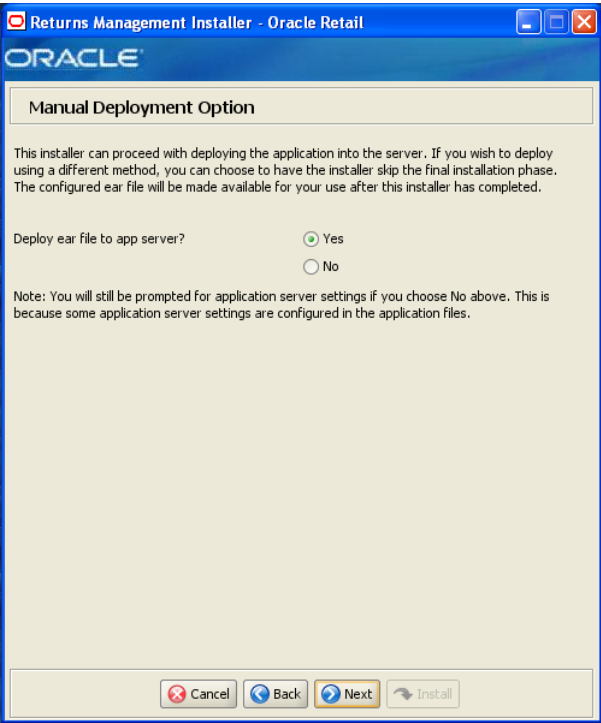 Returns Management Installer - Oracle Retail
ORACLE
Manual Deployment Option
This installer can proceed with deploying the application into the server. If you wish to deploy
using a different method, you can choose to have the installer skip the final installation phase.
The configured ear file will be made available for your use after this installer has completed.
Deploy ear file to app server?
Yes
No
Note: You will still be prompted for application server settings if you choose No above. This is
because some application server settings are configured in the application files.
Cancel Back Next Install